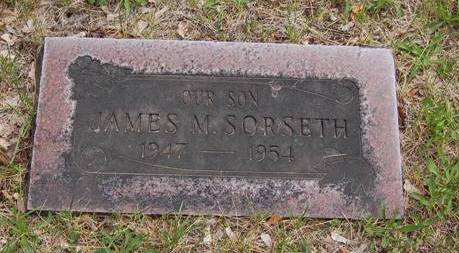 OUR SON
JAMES M. SORSETH
1947 — 1954